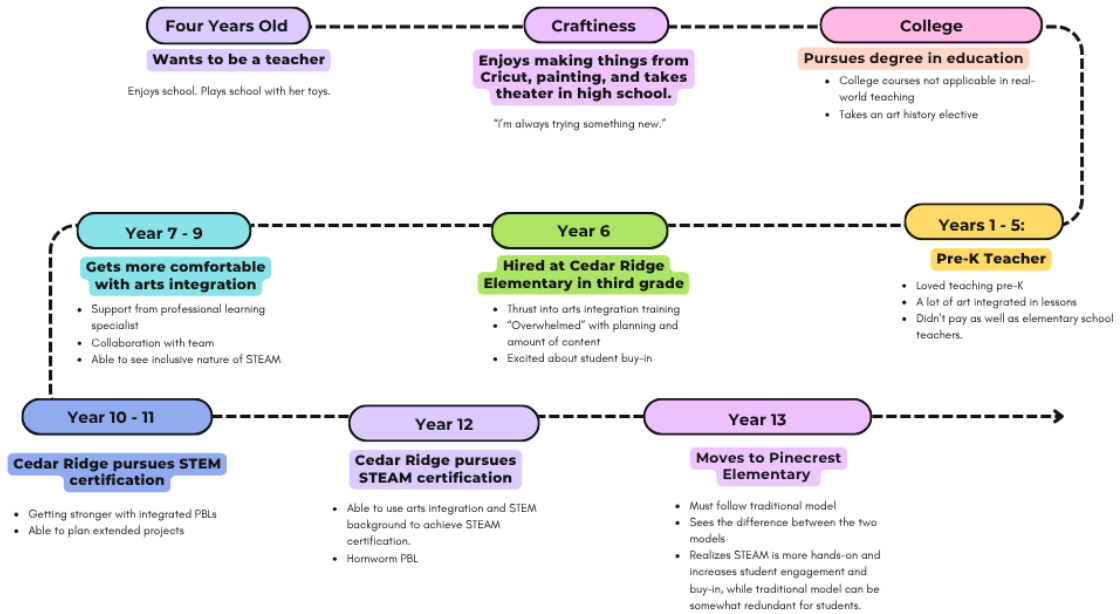 Four Years Old
Wants to be a teacher
Enjoys school. Plays school with her toys.
Craftiness
Enjoys making things from
Cricut, painting, and takes
theater in high school.
"I'm always trying something new."
College
Pursues degree in education
• College courses not applicable in real-
world teaching
• Takes an art history elective
Years 1 - 5:
Pre-K Teacher
• Loved teaching pre-K
• A lot of art integrated in lessons
• Didn't pay as well as elementary school
teachers.
Year 6
Hired at Cedar Ridge
Elementary in third grade
• Thrust into arts integration training
• "Overwhelmed" with planning and
amount of content
• Excited about student buy-in
Year 7 - 9
Gets more comfortable
with arts integration
• Support from professional learning
specialist
• Collaboration with team
• Able to see inclusive nature of STEAM
Year 10 - 11
Cedar Ridge pursues STEM
certification
• Getting stronger with integrated PBLs
• Able to plan extended projects
Year 12
Cedar Ridge pursues
STEAM certification
• Able to use arts integration and STEM
background to achieve STEAM
certification.
• Hornworm PBL
Year 13
Moves to Pinecrest
Elementary
• Must follow traditional model
• Sees the difference between the two
models
• Realizes STEAM is more hands-on and
increases student engagement and
buy-in, while traditional model can be
somewhat redundant for students.